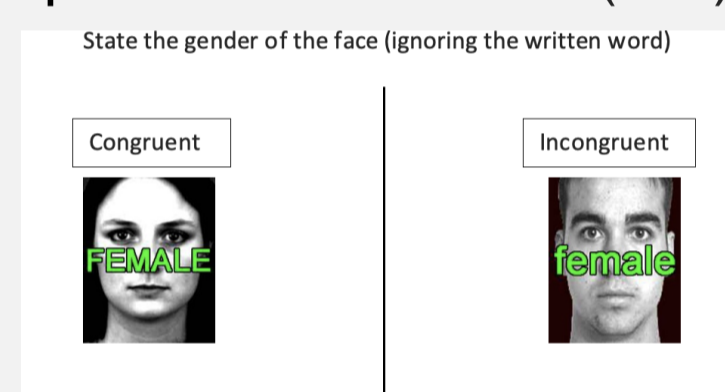 State the gender of the face (ignoring the written word)
Congruent
Incongruent
FEMALE
female